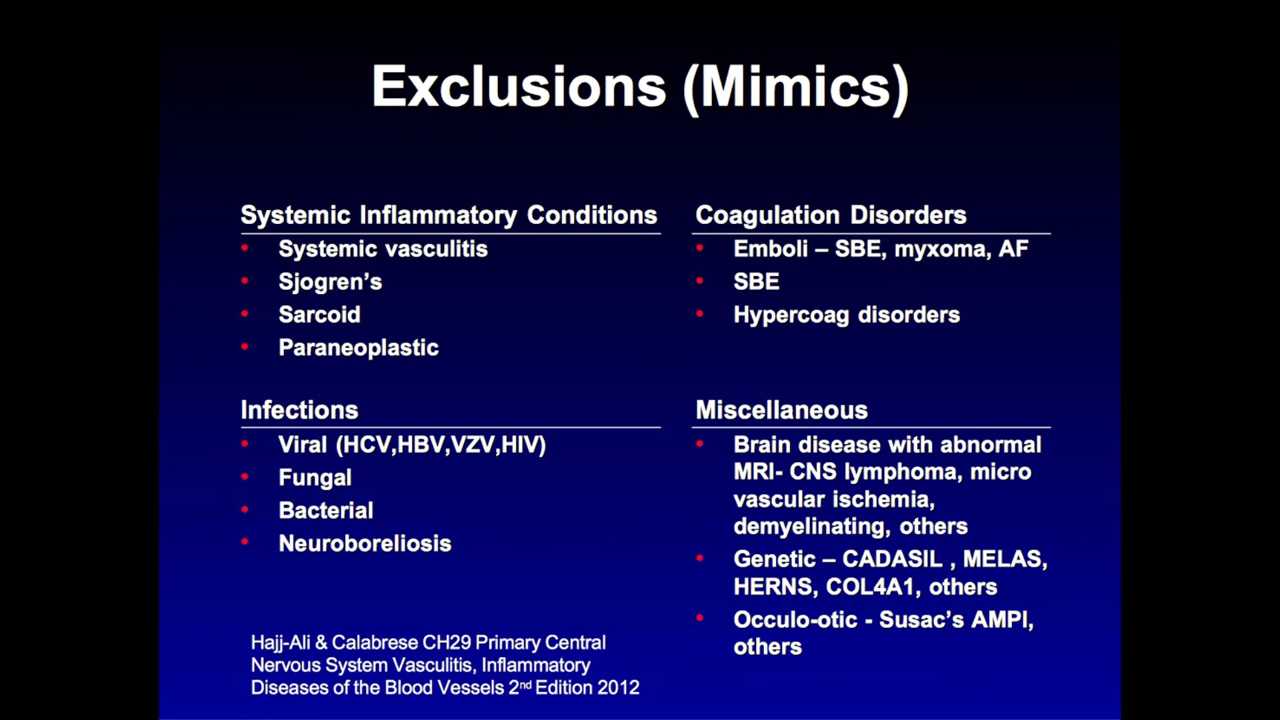 Exclusions (Mimics)
Systemic Inflammatory Conditions
• Systemic vasculitis
• Sjogren’s
• Sarcoid
• Paraneoplastic
Coagulation Disorders
• Emboli – SBE, myxoma, AF
• SBE
• Hypercoag disorders
Infections
• Viral (HCV,HBV,VZV,HIV)
• Fungal
• Bacterial
• Neuroboreliosis
Miscellaneous
• Brain disease with abnormal
MRI- CNS lymphoma, micro
vascular ischemia,
demyelinating, others
• Genetic – CADASIL , MELAS,
HERNS, COL4A1, others
• Occulo-otic - Susac’s AMPI,
others
Hajj-Ali & Calabrese CH29 Primary Central
Nervous System Vasculitis, Inflammatory
Diseases of the Blood Vessels 2nd Edition 2012